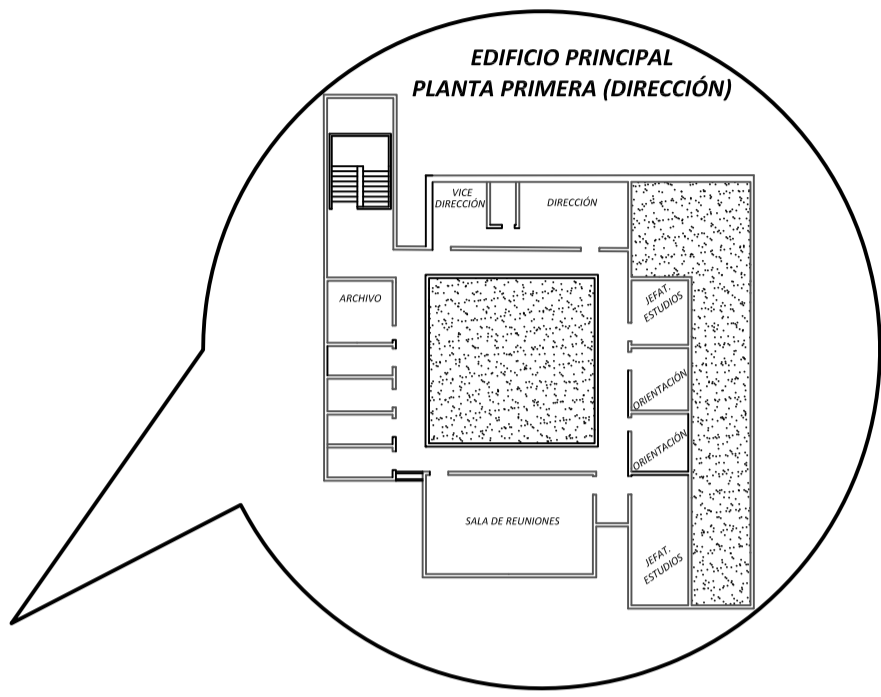 EDIFICIO PRINCIPAL
PLANTA PRIMERA (DIRECCIÓN)
VICE
DIRECCIÓN
DIRECCIÓN
ARCHIVO
JEFAT.
ESTUDIOS
ORIENTACIÓN
ORIENTACIÓN
SALA DE REUNIONES
JEFAT.
ESTUDIOS